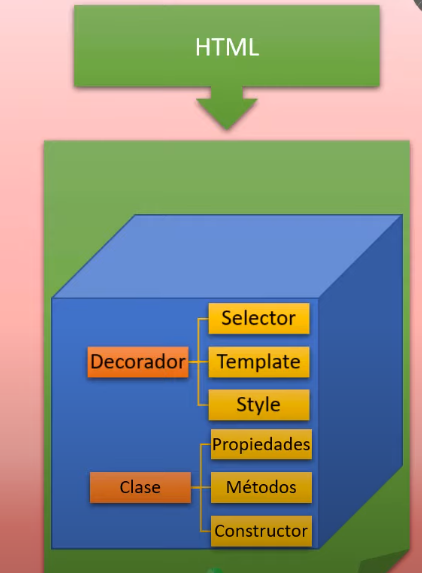 HTML
Selector
Decorador
Template
Style
Propiedades
Clase
Métodos
Constructor